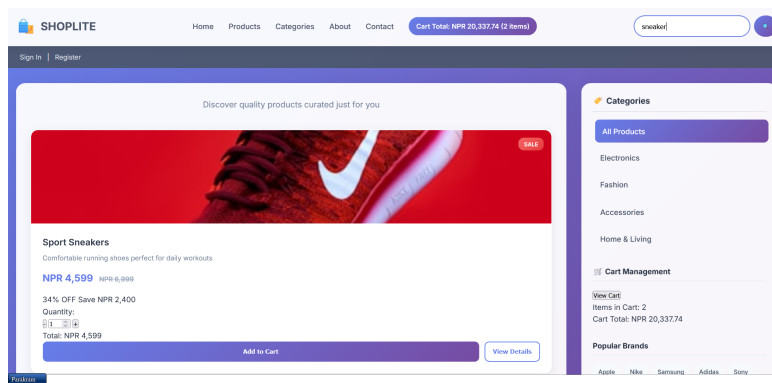 SHOPLITE
Home Products Categories About Contact Cart Total: NPR 20,337.74 (2 items) sneaker
Sign In | Register
Discover quality products curated just for you
SALE
NIKE FREE
Sport Sneakers
Comfortable running shoes perfect for daily workouts
NPR 4,599 NPR 6,999
34% OFF Save NPR 2,400
Quantity:
- 1 +
Total: NPR 4,599
Add to Cart
View Details
Categories
All Products
Electronics
Fashion
Accessories
Home & Living
Cart Management
View Cart
Items in Cart: 2
Cart Total: NPR 20,337.74
Popular Brands
Apple Nike Samsung Adidas Sony
Parakram